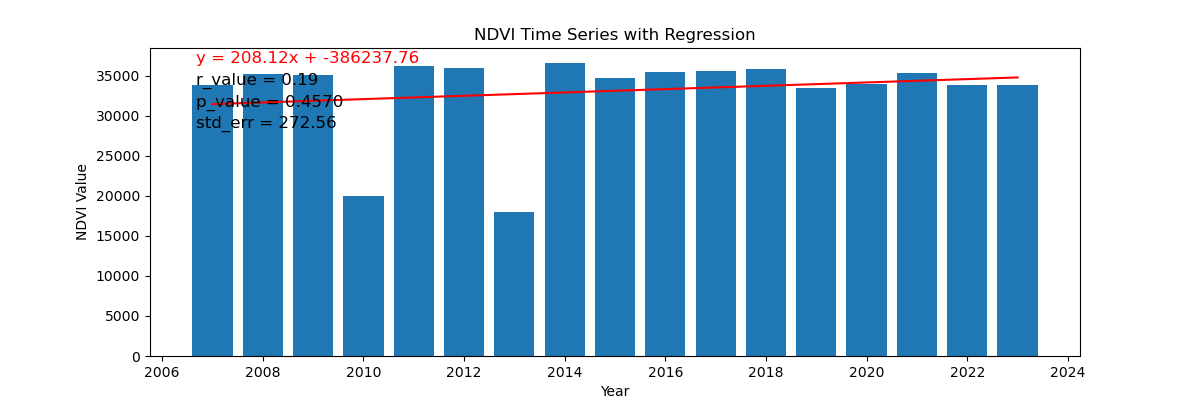 NDVI Time Series with Regression
y = 208.12x + -386237.76
r_value = 0.19
p_value = 0.4570
std_err = 272.56
35000
30000
25000
20000
15000
10000
5000
0
NDVI Value
2006 2008 2010 2012 2014 2016 2018 2020 2022 2024
Year